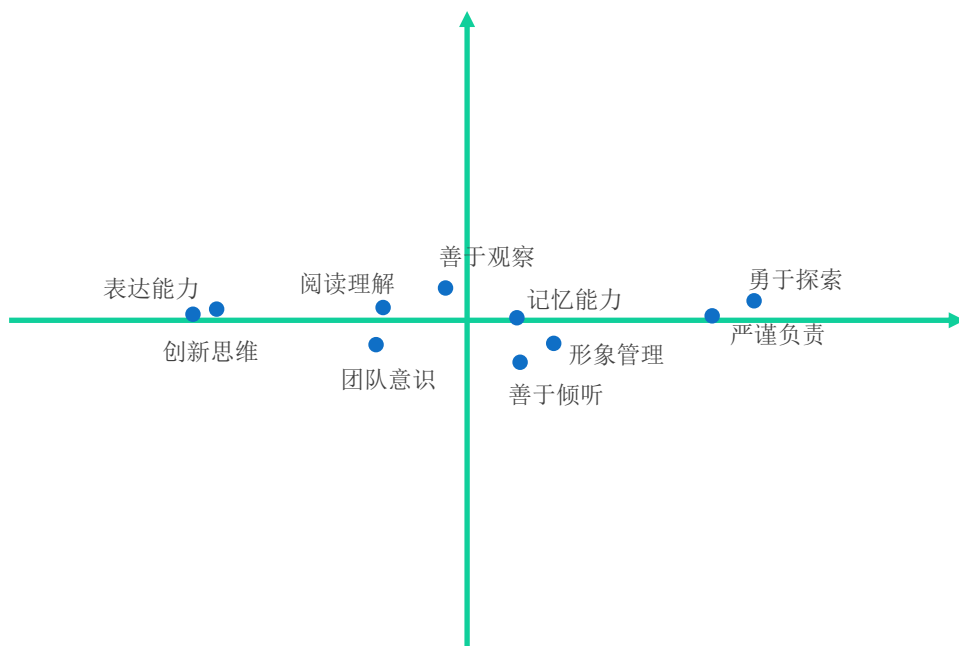 善于观察
勇于探索
阅读理解
表达能力
记忆能力
严谨负责
创新思维
形象管理
团队意识
善于倾听